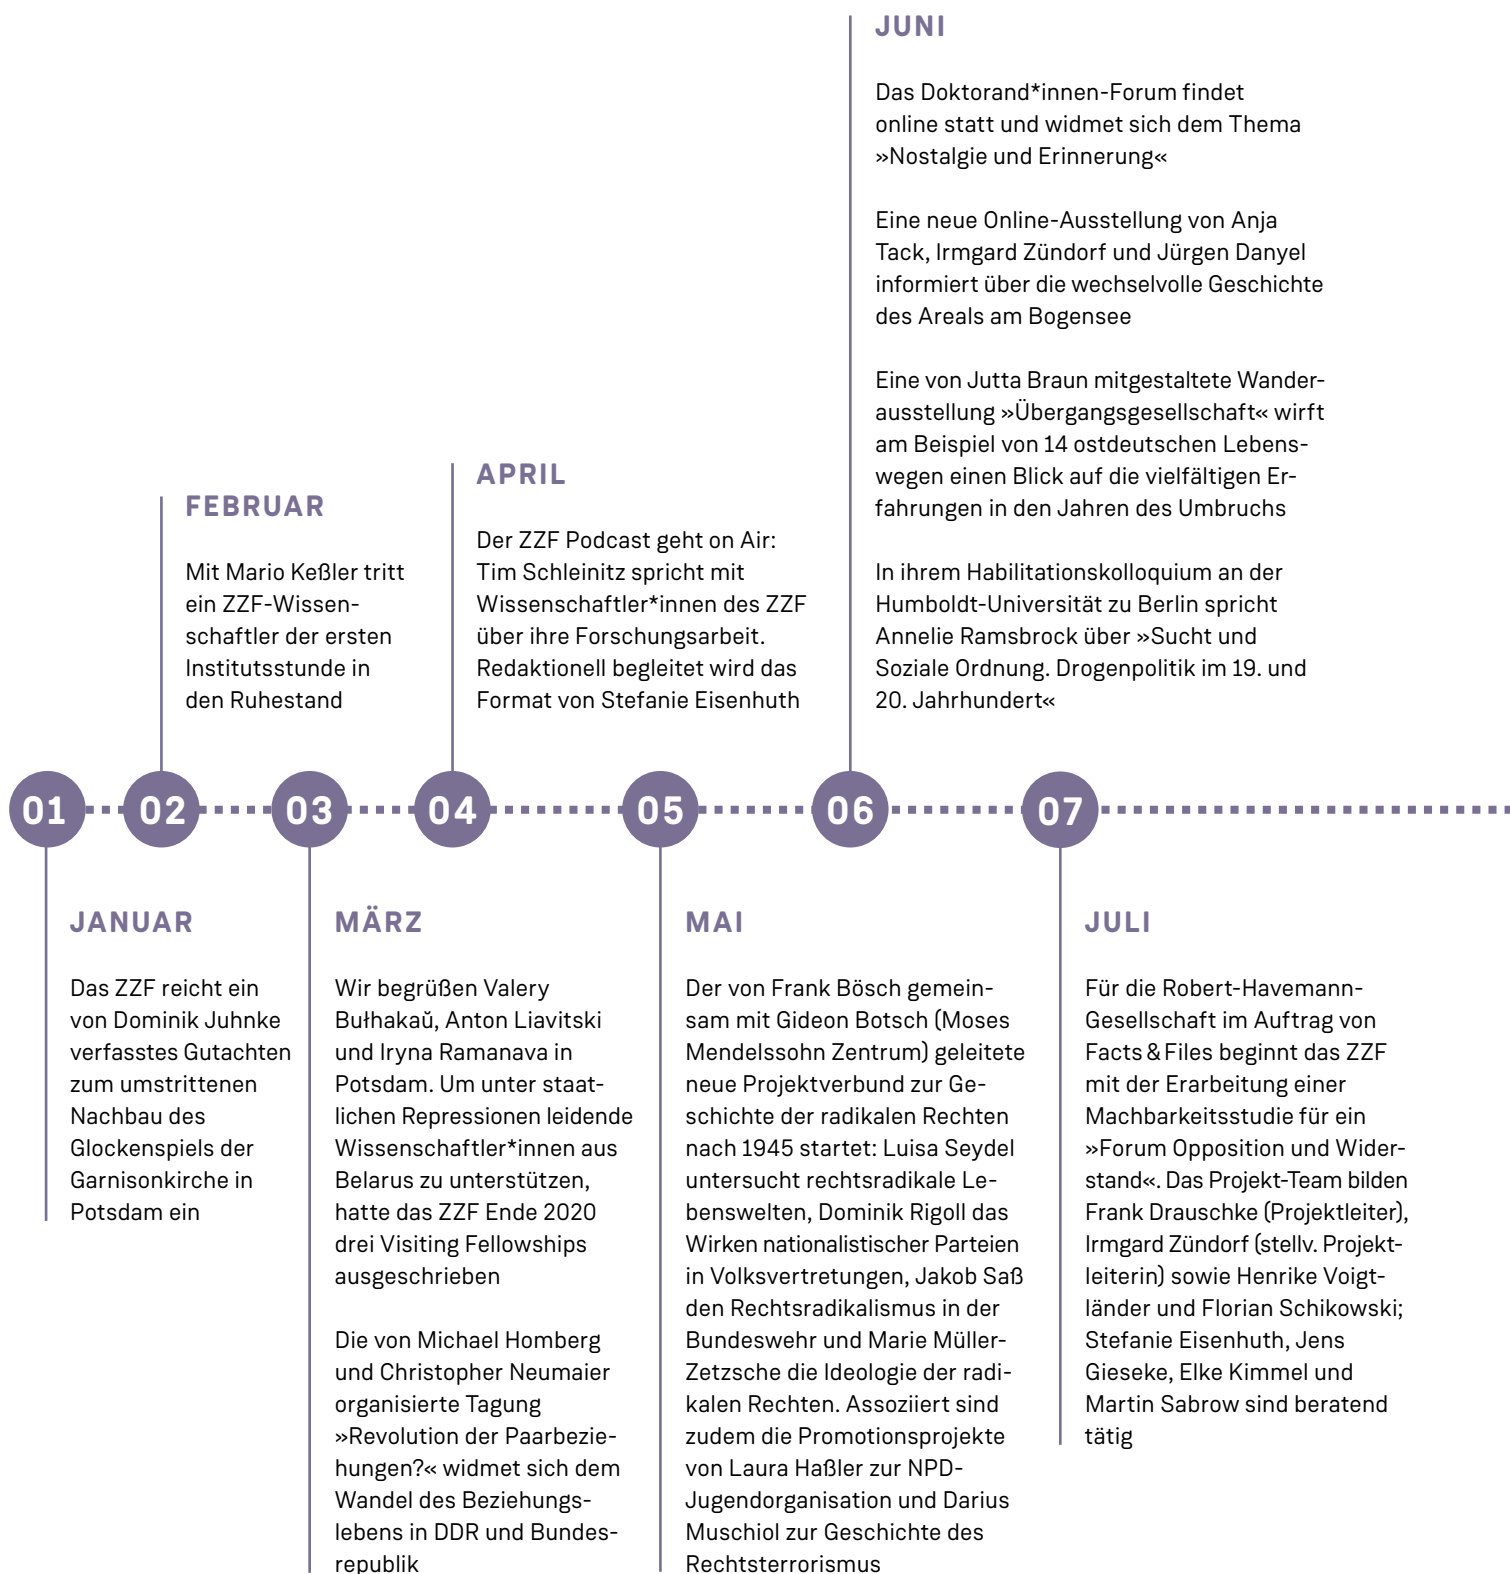 JUNI
Das Doktorand*innen-Forum findet
online statt und widmet sich dem Thema
»Nostalgie und Erinnerung«
Eine neue Online-Ausstellung von Anja
Tack, Irmgard Zündorf und Jürgen Danyel
informiert über die wechselvolle Geschichte
des Areals am Bogensee
Eine von Jutta Braun mitgestaltete Wander-
ausstellung »Übergangsgesellschaft« wirft
am Beispiel von 14 ostdeutschen Lebens-
wegen einen Blick auf die vielfältigen Er-
fahrungen in den Jahren des Umbruchs
In ihrem Habilitationskolloquium an der
Humboldt-Universität zu Berlin spricht
Annelie Ramsbrock über »Sucht und
Soziale Ordnung. Drogenpolitik im 19. und
20. Jahrhundert«
FEBRUAR
Mit Mario Keßler tritt
ein ZZF-Wissen-
schaftler der ersten
Institutsstunde in
den Ruhestand
APRIL
Der ZZF Podcast geht on Air:
Tim Schleinitz spricht mit
Wissenschaftler*innen des ZZF
über ihre Forschungsarbeit.
Redaktionell begleitet wird das
Format von Stefanie Eisenhuth
01 02 03 04 05 06 07
JANUAR
Das ZZF reicht ein
von Dominik Juhnke
verfasstes Gutachten
zum umstrittenen
Nachbau des
Glockenspiels der
Garnisonkirche in
Potsdam ein
MÄRZ
Wir begrüßen Valery
Bułhakaŭ, Anton Liavitski
und Iryna Ramanava in
Potsdam. Um unter staat-
lichen Repressionen leidende
Wissenschaftler*innen aus
Belarus zu unterstützen,
hatte das ZZF Ende 2020
drei Visiting Fellowships
ausgeschrieben
Die von Michael Homberg
und Christopher Neumaier
organisierte Tagung
»Revolution der Paarbezie-
hungen?« widmet sich dem
Wandel des Beziehungs-
lebens in DDR und Bundes-
republik
MAI
Der von Frank Bösch gemein-
sam mit Gideon Botsch (Moses
Mendelssohn Zentrum) geleitete
neue Projektverbund zur Ge-
schichte der radikalen Rechten
nach 1945 startet: Luisa Seydel
untersucht rechtsradikale Le-
benswelten, Dominik Rigoll das
Wirken nationalistischer Parteien
in Volksvertretungen, Jakob Saß
den Rechtsradikalismus in der
Bundeswehr und Marie Müller-
Zetzsche die Ideologie der radi-
kalen Rechten. Assoziiert sind
zudem die Promotionsprojekte
von Laura Haßler zur NPD-
Jugendorganisation und Darius
Muschiol zur Geschichte des
Rechtsterrorismus
JULI
Für die Robert-Havemann-
Gesellschaft im Auftrag von
Facts & Files beginnt das ZZF
mit der Erarbeitung einer
Machbarkeitsstudie für ein
»Forum Opposition und Wider-
stand«. Das Projekt-Team bilden
Frank Drauschke (Projektleiter),
Irmgard Zündorf (stellv. Projekt-
leiterin) sowie Henrike Voigt-
länder und Florian Schikowski;
Stefanie Eisenhuth, Jens
Gieseke, Elke Kimmel und
Martin Sabrow sind beratend
tätig